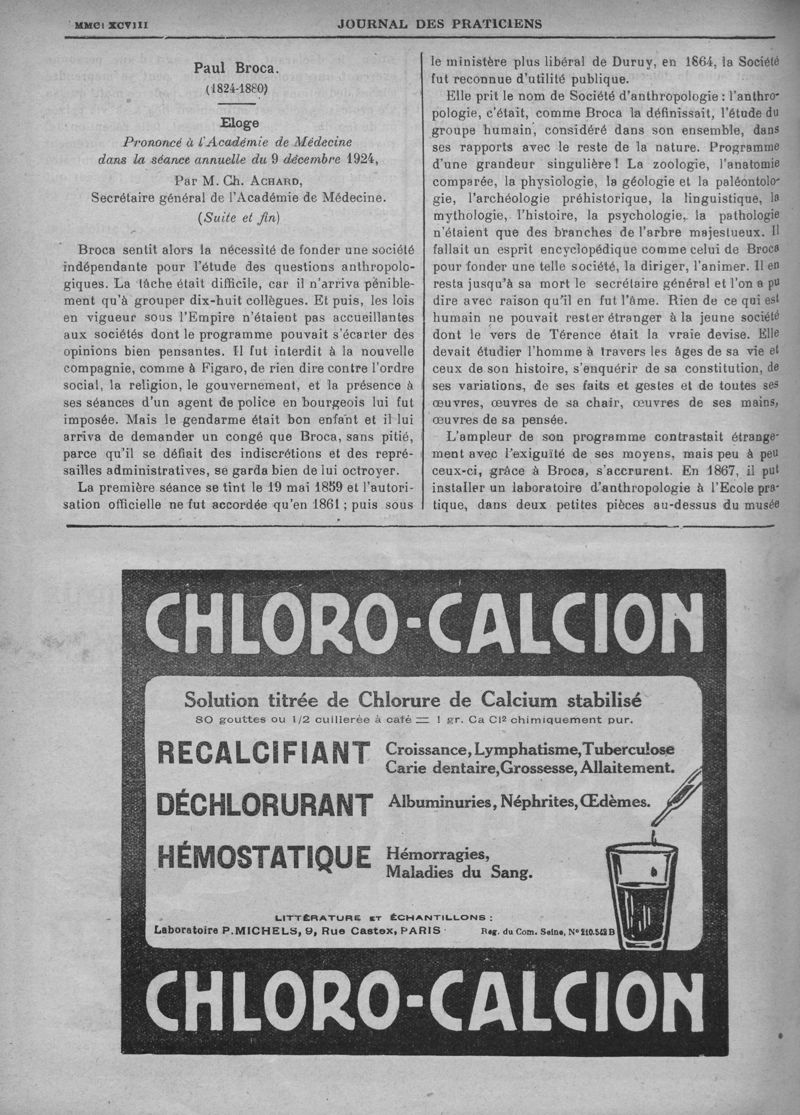 JOURNAL DES PRATICIENS
Paul Broca.
(1824-1880)
Eloge
Prononcé à l'Académie de Médecine
dans la séance annuelle du 9 décembre 1924,
Par M. Ch. ACHARD,
Secrétaire général de l'Académie de Médecine.
(Suite et fin)
Broca sentit alors la nécessité de fonder une société
indépendante pour l'étude des questions anthropolo-
giques. La tâche était difficile, car il n'arriva pénible-
ment qu'à grouper dix-huit collègues. Et puis, les lois
en vigueur sous l'Empire n'étaient pas accueillantes
aux sociétés dont le programme pouvait s'écarter des
opinions bien pensantes. Il fut interdit à la nouvelle
compagnie, comme à Figaro, de rien dire contre l'ordre
social, la religion, le gouvernement, et la présence à
ses séances d'un agent de police en bourgeois lui fut
imposée. Mais le gendarme était bon enfant et il lui
arriva de demander un congé que Broca, sans pitié,
parce qu'il se défiait des indiscrétions et des repré-
sailles administratives, se garda bien de lui octroyer.
La première séance se tint le 19 mai 1859 et l'autori-
sation officielle ne fut accordée qu'en 1861 ; puis sous
le ministère plus libéral de Duruy, en 1864, la Société
fut reconnue d'utilité publique.
Elle prit le nom de Société d'anthropologie : l'anthro-
pologie, c'était, comme Broca la définissait, l'étude du
groupe humain, considéré dans son ensemble, dans
ses rapports avec le reste de la nature. Programme
d'une grandeur singulière ! La zoologie, l'anatomie
comparée, la physiologie, la géologie et la paléontolo-
gie, l'archéologie préhistorique, la linguistique, la
mythologie, l'histoire, la psychologie, la pathologie
n'étaient que des branches de l'arbre majestueux. Il
fallait un esprit encyclopédique comme celui de Broca
pour fonder une telle société, la diriger, l'animer. Il en
resta jusqu'à sa mort le secrétaire général et l'on a pu
dire avec raison qu'il en fut l'âme. Rien de ce qui est
humain ne pouvait rester étranger à la jeune société
dont le vers de Térence était la vraie devise. Elle
devait étudier l'homme à travers les âges de sa vie et
ceux de son histoire, s'enquérir de sa constitution, de
ses variations, de ses faits et gestes et de toutes ses
œuvres, œuvres de sa chair, œuvres de ses mains,
œuvres de sa pensée.
L'ampleur de son programme contrastait étrange-
ment avec l'exiguïté de ses moyens, mais peu à peu
ceux-ci, grâce à Broca, s'accrurent. En 1867, il put
installer un laboratoire d'anthropologie à l'Ecole pra-
tique, dans deux petites pièces au-dessus du musée
CHLORO-CALCION
Solution titrée de Chlorure de Calcium stabilisé
80 gouttes ou 1/2 cuillerée à café = 1 gr. Ca Cl² chimiquement pur.
RECALCIFIANT
Croissance, Lymphatisme, Tuberculose
Carie dentaire, Grossesse, Allaitement.
DÉCHLORURANT
Albuminuries, Néphrites, Œdèmes.
HÉMOSTATIQUE
Hémorragies,
Maladies du Sang.
LITTÉRATURE ET ÉCHANTILLONS :
Laboratoire P. MICHELS, 9, Rue Castex, PARIS
Reg. du Com. Seine, N° 210.542 B
CHLORO-CALCION